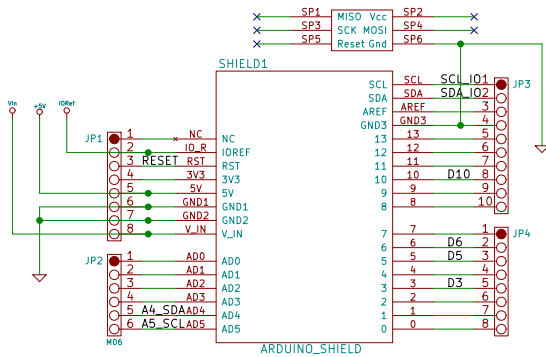 SP1 MISO Vcc SP2
SP3 SCK MOSI SP4
SP5 Reset Gnd SP6
SHIELD1
Vin +5V IORef
JP1
1 NC NC
2 IO_R IOREF
3 RESET RST RST
4 3V3 3V3
5 5V 5V
6 GND1 GND1
7 GND2 GND2
8 V_IN V_IN
JP2
1 AD0 AD0
2 AD1 AD1
3 AD2 AD2
4 AD3 AD3
5 A4_SDA AD4 AD4
6 A5_SCL AD5 AD5
M06
SCL SCL SCL_IO 1 JP3
SDA SDA SDA_IO 2
AREF AREF 3
GND3 GND3 4
13 13 5
12 12 6
11 11 7
10 10 D10 8
9 9 9
8 8 10
7 7 1 JP4
6 6 D6 2
5 5 D5 3
4 4 4
3 3 D3 5
2 2 6
1 1 7
0 0 8
ARDUINO_SHIELD